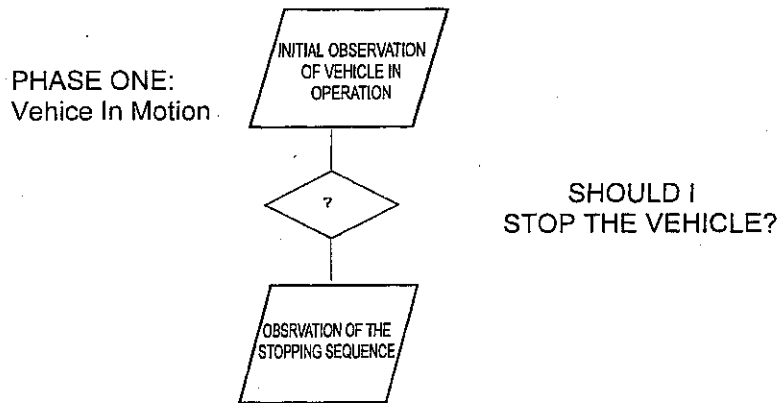 INITIAL OBSERVATION
OF VEHICLE IN
OPERATION
PHASE ONE:
Vehice In Motion
?
SHOULD I
STOP THE VEHICLE?
OBSRVATION OF THE
STOPPING SEQUENCE